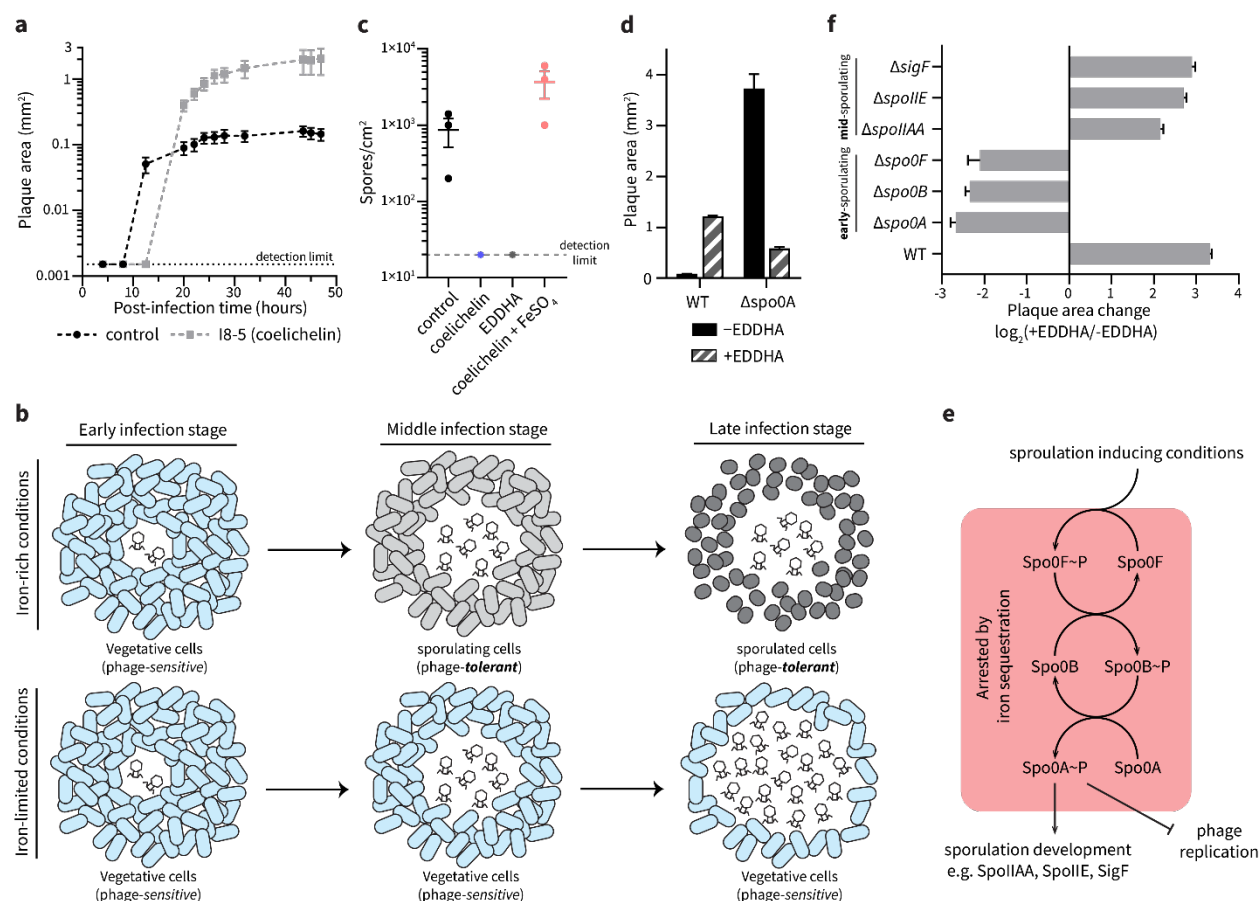 a
Plaque area (mm²)
3
1
0.1
0.01
0.001
detection limit
0
10
20
30
40
50
Post-infection time (hours)
control
I8-5 (coelichelin)
c
Spores/cm²
1×10⁴
1×10³
1×10²
1×10¹
detection
limit
control
coelichelin
EDDHA
coelichelin + FeSO₄
d
Plaque area (mm²)
4
3
2
1
0
WT
Δspo0A
−EDDHA
+EDDHA
f
mid-sporulating
early-sporulating
ΔsigF
ΔspoIIE
ΔspoIIAA
Δspo0F
Δspo0B
Δspo0A
WT
-3
-2
-1
0
1
2
3
4
Plaque area change
log₂(+EDDHA/-EDDHA)
b
Early infection stage
Middle infection stage
Late infection stage
Iron-rich conditions
Vegetative cells
(phage-sensitive)
sporulating cells
(phage-tolerant)
sporulated cells
(phage-tolerant)
Iron-limited conditions
Vegetative cells
(phage-sensitive)
Vegetative cells
(phage-sensitive)
Vegetative cells
(phage-sensitive)
e
sproulation inducing conditions
Arrested by
iron sequestration
Spo0F~P
Spo0F
Spo0B
Spo0B~P
Spo0A~P
Spo0A
sporulation development
e.g. SpoIIAA, SpoIIE, SigF
phage
replication